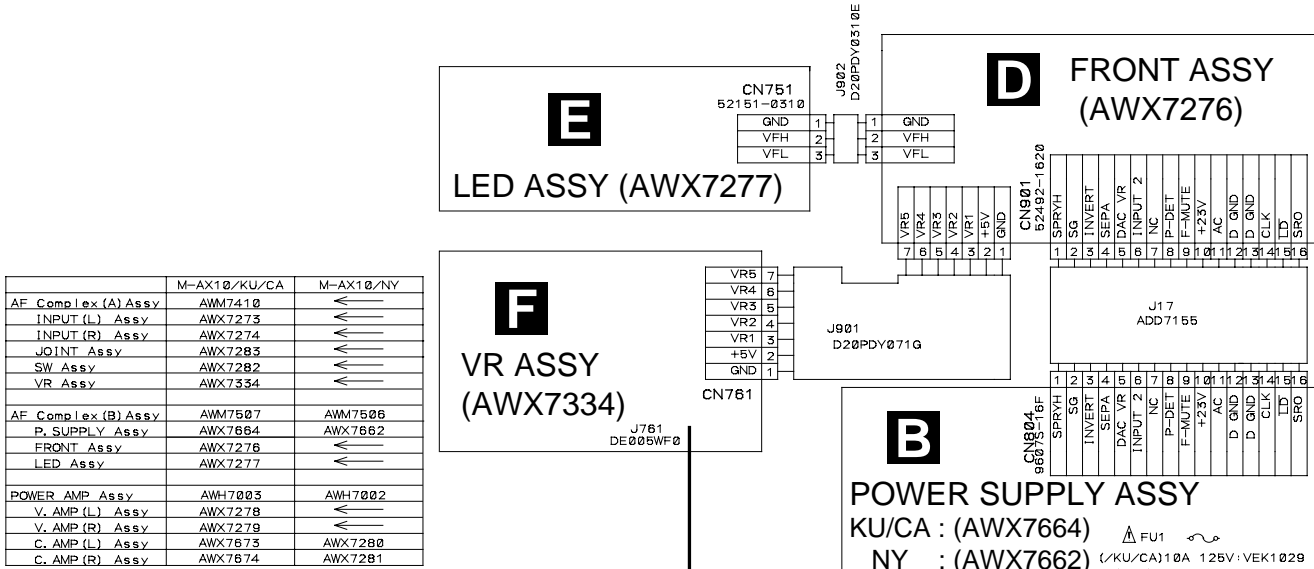 M-AX10/KU/CA M-AX10/NY
AF Complex(A)Assy AWM7410 ←
INPUT(L) Assy AWX7273 ←
INPUT(R) Assy AWX7274 ←
JOINT Assy AWX7283 ←
SW Assy AWX7282 ←
VR Assy AWX7334 ←
AF Complex(B)Assy AWM7507 AWM7506
P. SUPPLY Assy AWX7664 AWX7662
FRONT Assy AWX7276 ←
LED Assy AWX7277 ←
POWER AMP Assy AWH7003 AWH7002
V. AMP(L) Assy AWX7278 ←
V. AMP(R) Assy AWX7279 ←
C. AMP(L) Assy AWX7673 AWX7280
C. AMP(R) Assy AWX7674 AWX7281
E
LED ASSY (AWX7277)
CN751
52151-0310
GND 1
VFH 2
VFL 3
J902
D20PDY0310E
1 GND
2 VFH
3 VFL
D
FRONT ASSY
(AWX7276)
VR5 VR4 VR3 VR2 VR1 +5V GND
7 6 5 4 3 2 1
CN901
52492-1620
SPRYH SG INVERT SEPA DAC VR INPUT 2 NC P-DET F-MUTE +23V AC D GND D GND CLK LD SRO
1 2 3 4 5 6 7 8 9 10 11 12 13 14 15 16
F
VR ASSY
(AWX7334)
VR5 7
VR4 6
VR3 5
VR2 4
VR1 3
+5V 2
GND 1
CN761
J761
DE005WF0
J901
D20PDY071G
J17
ADD7155
1 2 3 4 5 6 7 8 9 10 11 12 13 14 15 16
SPRYH SG INVERT SEPA DAC VR INPUT 2 NC P-DET F-MUTE +23V AC D GND D GND CLK LD SRO
CN804
9607S-16F
B
POWER SUPPLY ASSY
KU/CA : (AWX7664)
NY : (AWX7662)
FU1
(/KU/CA)10A 125V:VEK1029